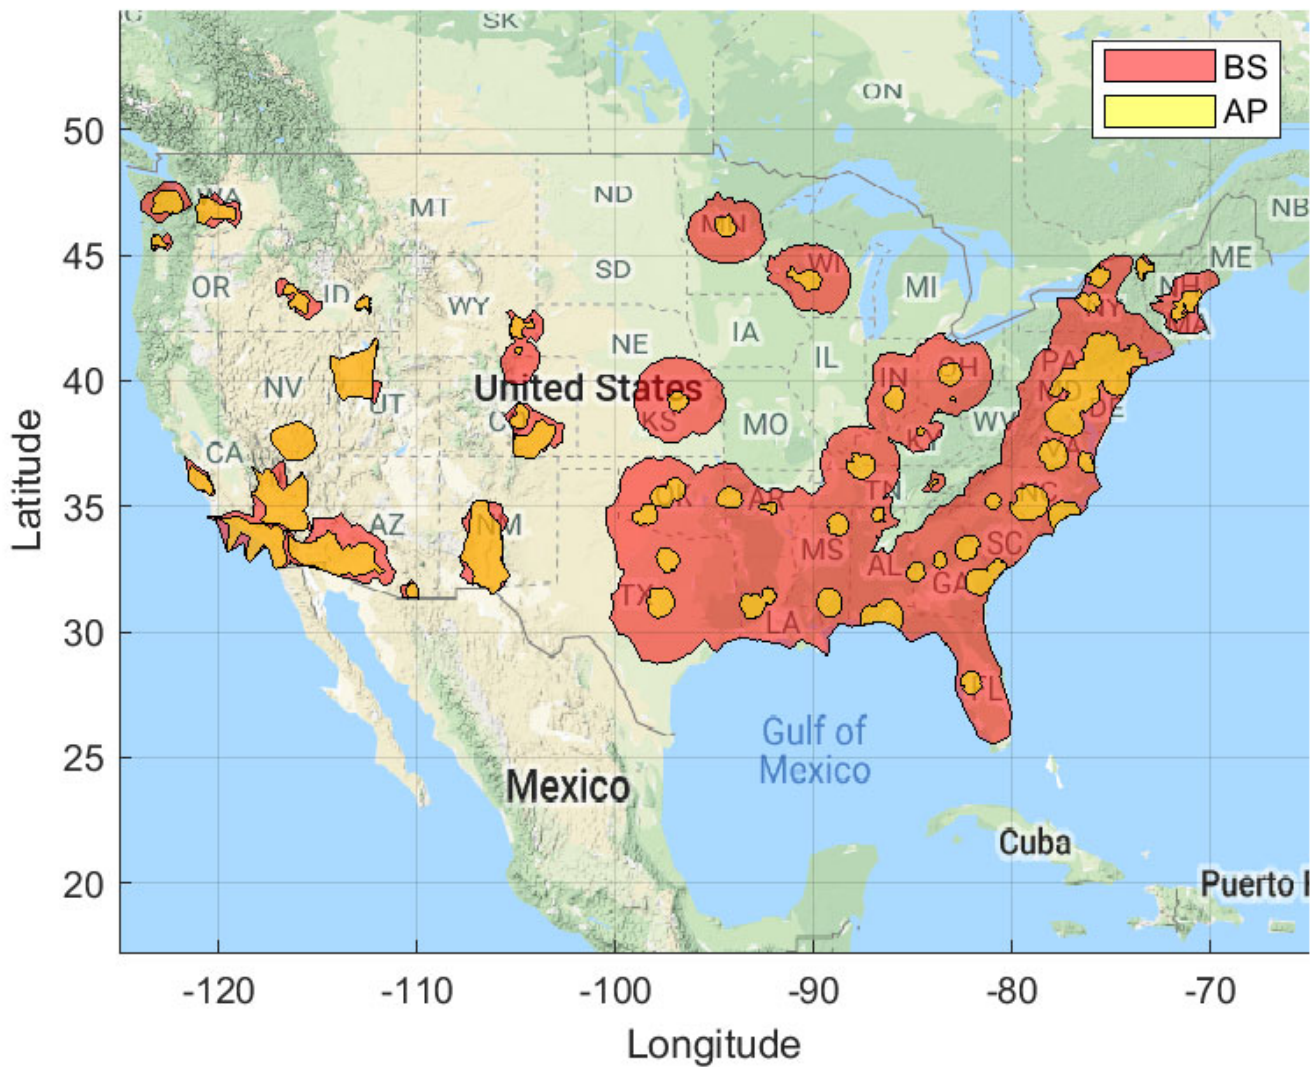 SK
ON
BS
AP
50
ND
WA
MT
NB
MN
45
WI
ME
SD
OR
ID
NH
MI
WY
NY
MA
IA
NE
IL
OH
PA
40
NV
United States
IN
MD
UT
DE
KS
MO
WV
CA
KY
VA
35
OK
AR
TN
NC
AZ
NM
MS
SC
AL
GA
TX
LA
30
FL
Gulf of
Mexico
25
Mexico
Cuba
20
Puerto
-120
-110
-100
-90
-80
-70
Longitude
Latitude